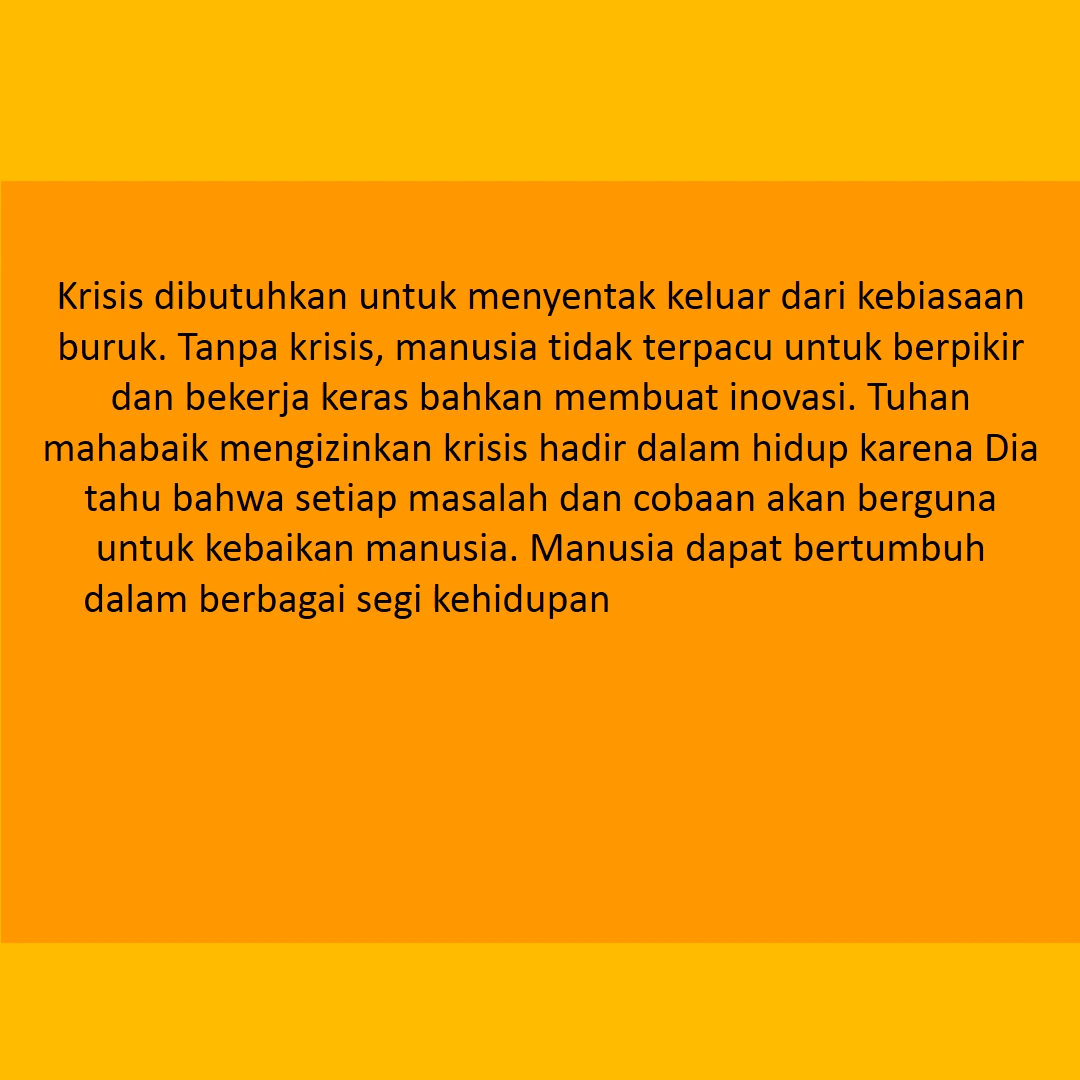 Krisis dibutuhkan untuk menyentak keluar dari kebiasaan
buruk. Tanpa krisis, manusia tidak terpacu untuk berpikir
dan bekerja keras bahkan membuat inovasi. Tuhan
mahabaik mengizinkan krisis hadir dalam hidup karena Dia
tahu bahwa setiap masalah dan cobaan akan berguna
untuk kebaikan manusia. Manusia dapat bertumbuh
dalam berbagai segi kehidupan